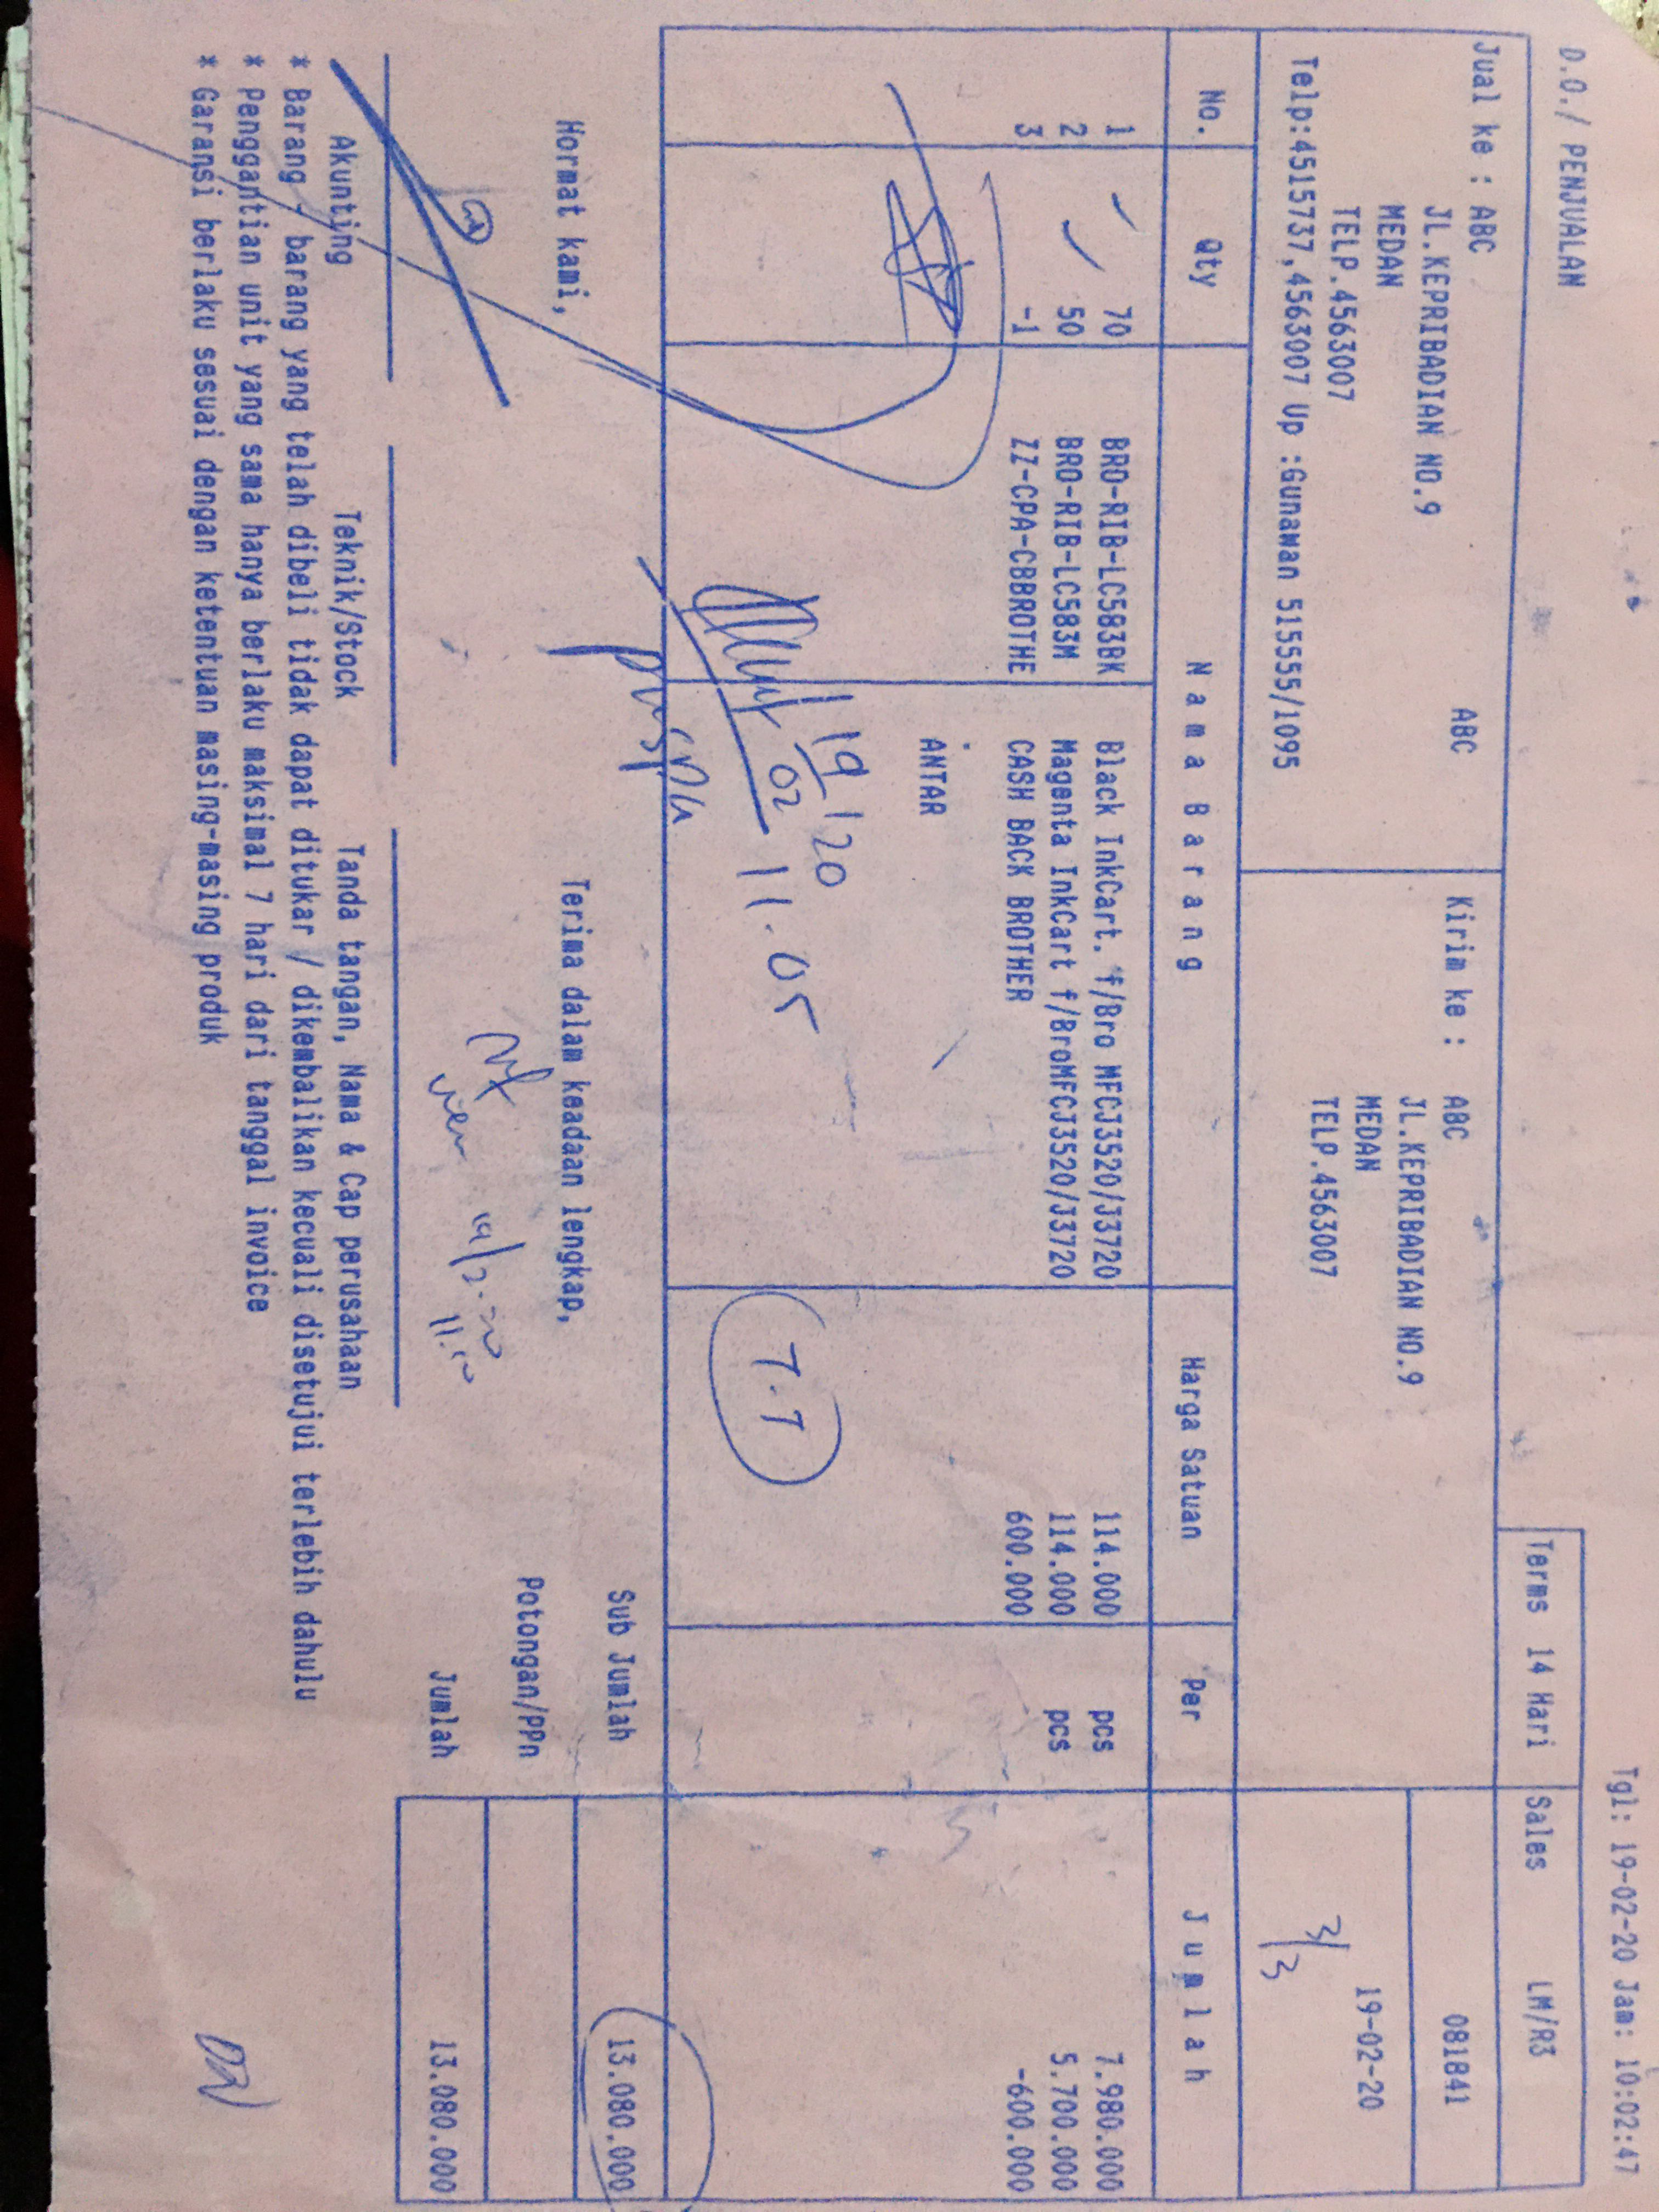 Tgl: 19-02-20 Jam: 10:02:47
D.O./ PENJUALAN
Terms 14 Hari Sales LM/R3
Jual ke : ABC ABC
JL.KEPRIBADIAN NO.9
MEDAN
TELP.4563007
Telp:4515737,4563007 Up :Gunawan 515555/1095
Kirim ke : ABC
JL.KEPRIBADIAN NO.9
MEDAN
TELP.4563007
081841
19-02-20
3/3
No. Qty Nama Barang Harga Satuan Per Jumlah
1 70 BRO-RIB-LC583BK Black InkCart. f/Bro MFCJ3520/J3720 114.000 pcs 7.980.000
2 50 BRO-RIB-LC583M Magenta InkCart f/BroMFCJ3520/J3720 114.000 pcs 5.700.000
3 -1 ZZ-CPA-CBBROTHE CASH BACK BROTHER 600.000 -600.000
ANTAR
19/02/20
11.05
T.T
Hormat kami, Terima dalam keadaan lengkap,
Sub Jumlah 13.080.000
Potongan/PPn
Jumlah 13.080.000
19/2-20
11.10
Akunting Teknik/Stock Tanda tangan, Nama & Cap perusahaan
* Barang - barang yang telah dibeli tidak dapat ditukar / dikembalikan kecuali disetujui terlebih dahulu
* Penggantian unit yang sama hanya berlaku maksimal 7 hari dari tanggal invoice
* Garansi berlaku sesuai dengan ketentuan masing-masing produk